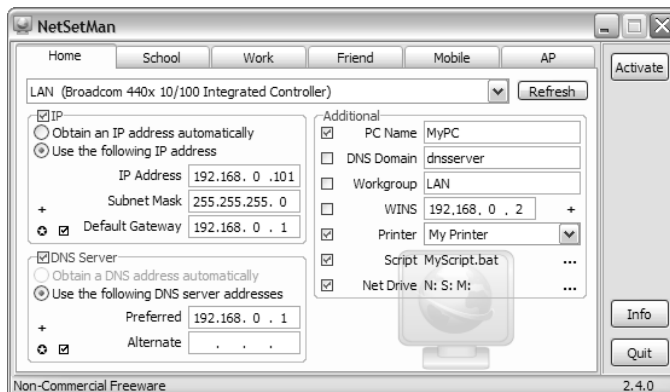 NetSetMan
Home School Work Friend Mobile AP
Activate
LAN (Broadcom 440x 10/100 Integrated Controller) Refresh
IP
Obtain an IP address automatically
Use the following IP address
IP Address 192.168. 0 .101
Subnet Mask 255.255.255. 0
+
Default Gateway 192.168. 0 . 1
DNS Server
Obtain a DNS address automatically
Use the following DNS server addresses
Preferred 192.168. 0 . 1
+
Alternate . . .
Additional
PC Name MyPC
DNS Domain dnsserver
Workgroup LAN
WINS 192.168. 0 . 2 +
Printer My Printer
Script MyScript.bat ...
Net Drive N: S: M: ...
Info
Quit
Non-Commercial Freeware 2.4.0